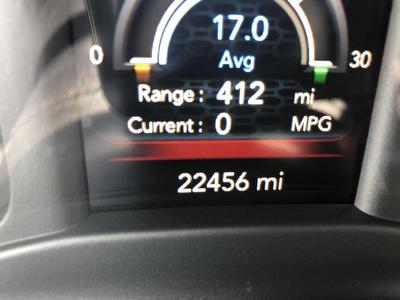 17.0
Avg
0 30
Range: 412 mi
Current: 0 MPG
22456 mi